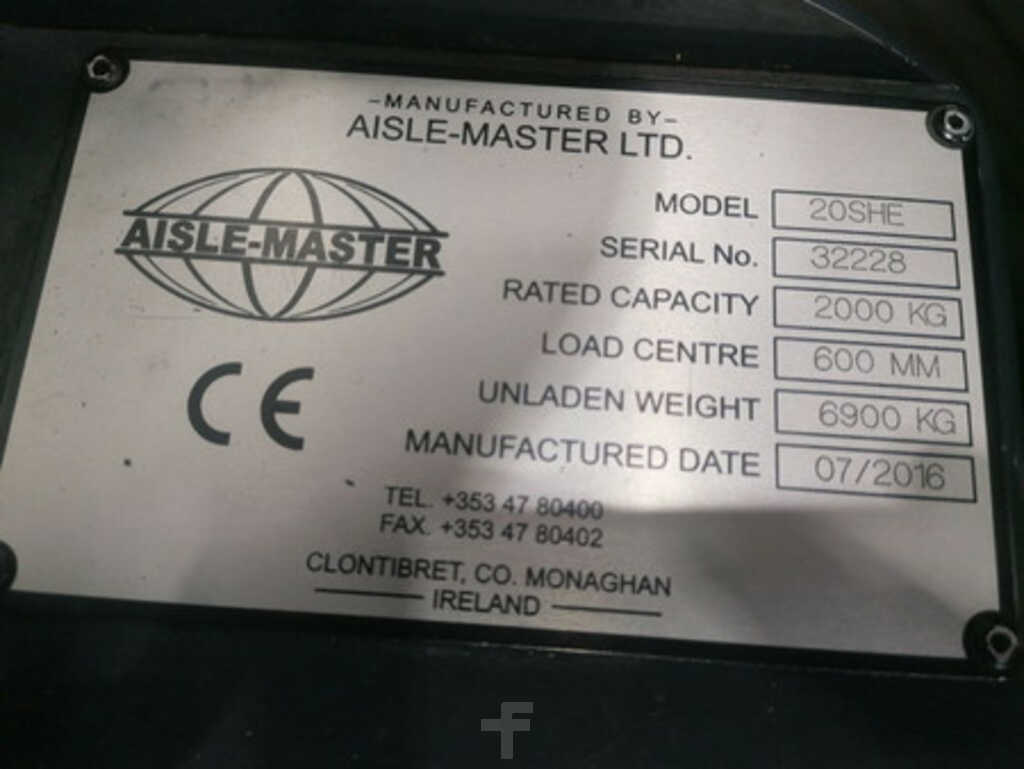 –MANUFACTURED BY–
AISLE-MASTER LTD.
AISLE-MASTER
CE
MODEL 20SHE
SERIAL No. 32228
RATED CAPACITY 2000 KG
LOAD CENTRE 600 MM
UNLADEN WEIGHT 6900 KG
MANUFACTURED DATE 07/2016
TEL. +353 47 80400
FAX. +353 47 80402
CLONTIBRET, CO. MONAGHAN
IRELAND